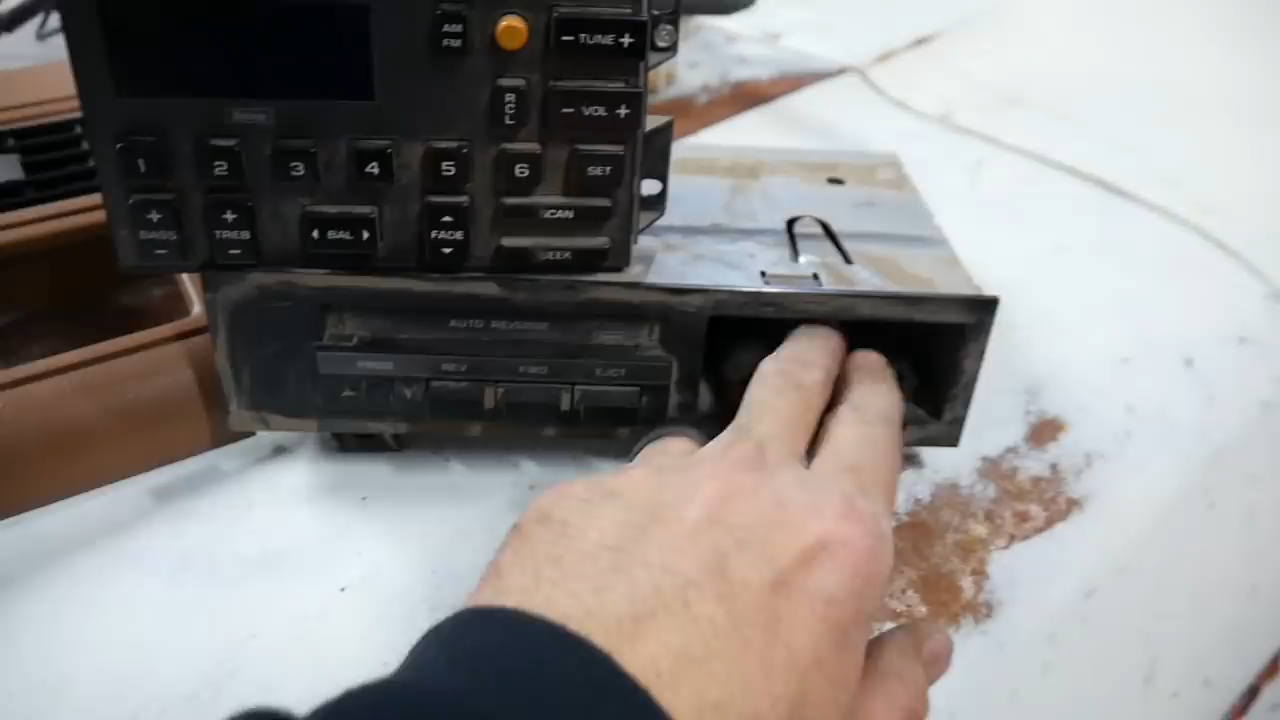 AM
FM
− TUNE +
RCL
− VOL +
1 2 3 4 5 6 SET
+ + SCAN
BASS TREB BAL FADE
− − SEEK
AUTO REVERSE
PROG REV FWD EJCT